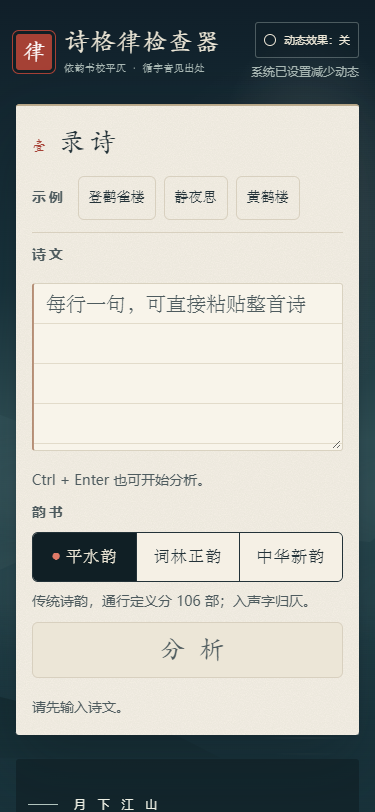 律
诗格律检查器
依韵书校平仄 · 循字音见出处
动态效果：关
系统已设置减少动态
壹 录诗
示例 登鹳雀楼 静夜思 黄鹤楼
诗文
每行一句，可直接粘贴整首诗
Ctrl + Enter 也可开始分析。
韵书
平水韵 词林正韵 中华新韵
传统诗韵，通行定义分 106 部；入声字归仄。
分析
请先输入诗文。
月下江山